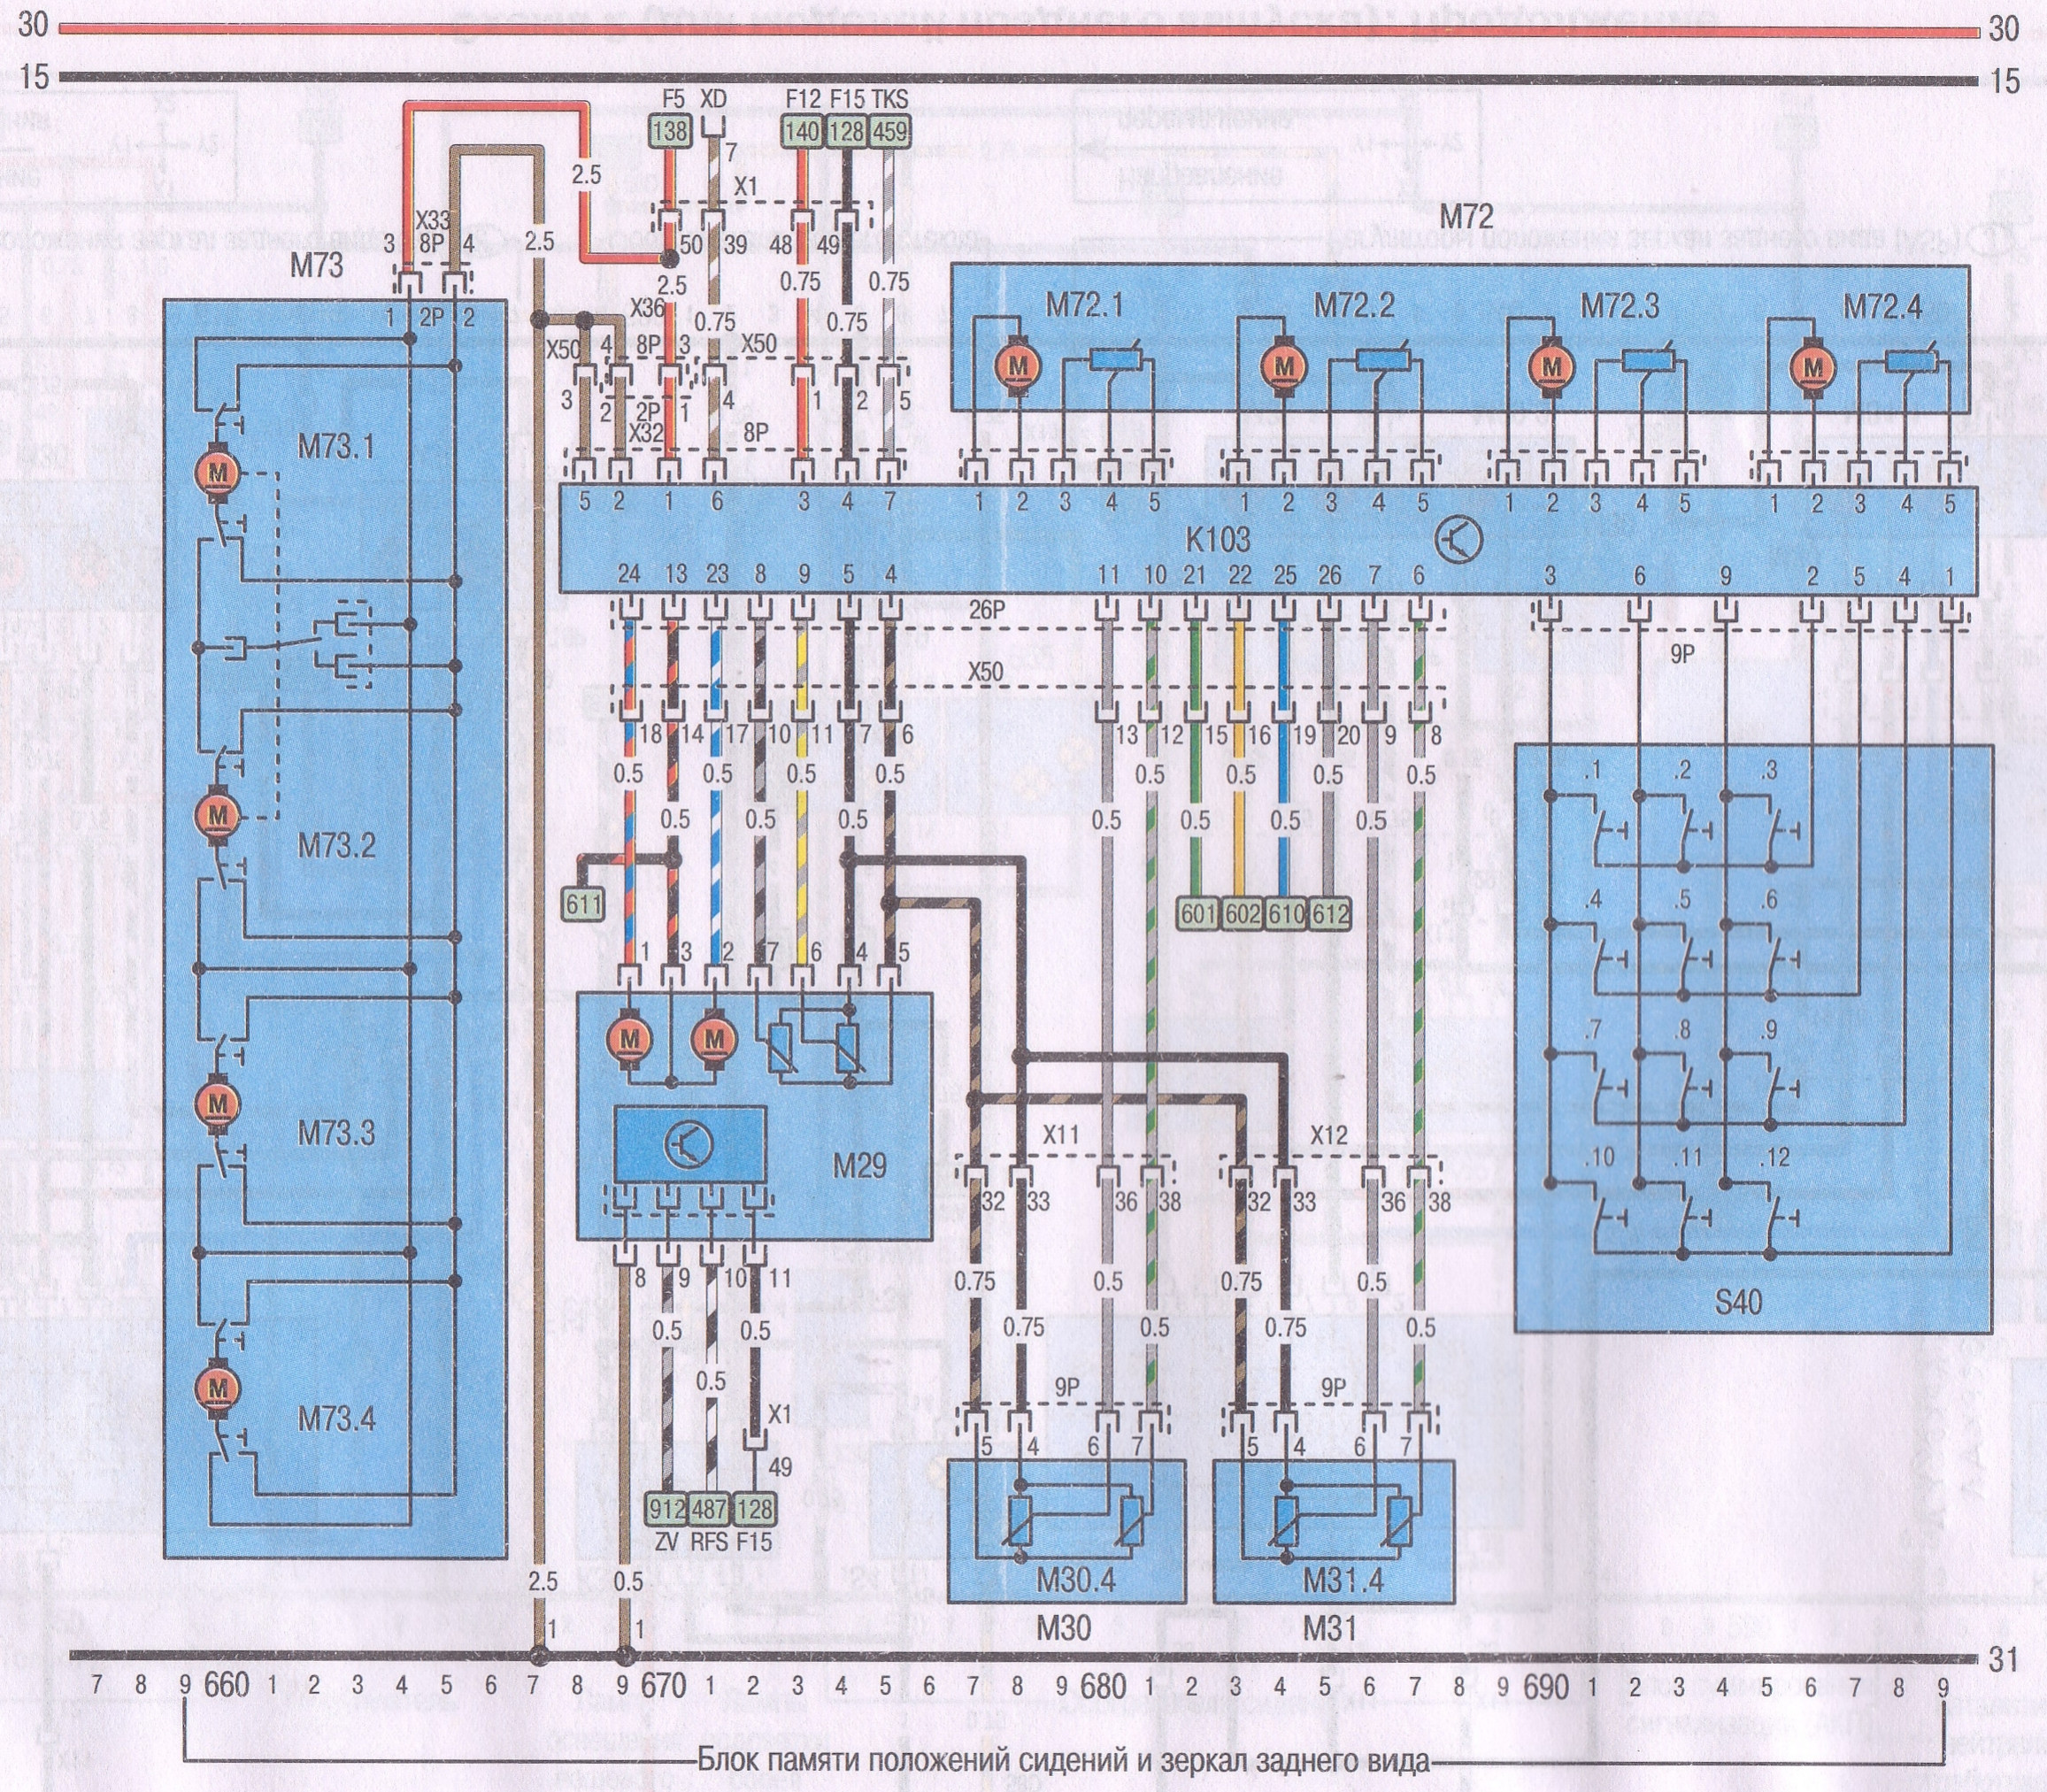 30 30
15 15
F5 XD F12 F15 TKS
138 140 128 459
7
2.5
X1
M72
X33
3 8P 4
2.5
50 39 48 49
M73
2.5 0.75 0.75
M72.1 M72.2 M72.3 M72.4
1 2P 2
X36
0.75 0.75
X50 4 8P 3 X50
M M M M
3 2 2P 1 4 1 2 5
X32 8P
M73.1
M
5 2 1 6 3 4 7 1 2 3 4 5 1 2 3 4 5 1 2 3 4 5 1 2 3 4 5
K103
24 13 23 8 9 5 4 11 10 21 22 25 26 7 6 3 6 9 2 5 4 1
26P
9P
X50
18 14 17 10 11 7 6 13 12 15 16 19 20 9 8
0.5 0.5 0.5 0.5 0.5 0.5 0.5 0.5
.1 .2 .3
0.5 0.5 0.5 0.5 0.5 0.5 0.5
M
M73.2
611
601 602 610 612
.4 .5 .6
1 3 2 7 6 4 5
M M
.7 .8 .9
M
M73.3
X11 X12
M29
.10 .11 .12
32 33 36 38 32 33 36 38
8 9 10 11
0.75 0.5 0.75 0.5
S40
0.5 0.5 0.75 0.5 0.75 0.5
M
0.5
9P 9P
M73.4
X1
5 4 6 7 5 4 6 7
49
912 487 128
ZV RFS F15
2.5 0.5
M30.4 M31.4
1 1
M30 M31
31
7 8 9 660 1 2 3 4 5 6 7 8 9 670 1 2 3 4 5 6 7 8 9 680 1 2 3 4 5 6 7 8 9 690 1 2 3 4 5 6 7 8 9
Блок памяти положений сидений и зеркал заднего вида